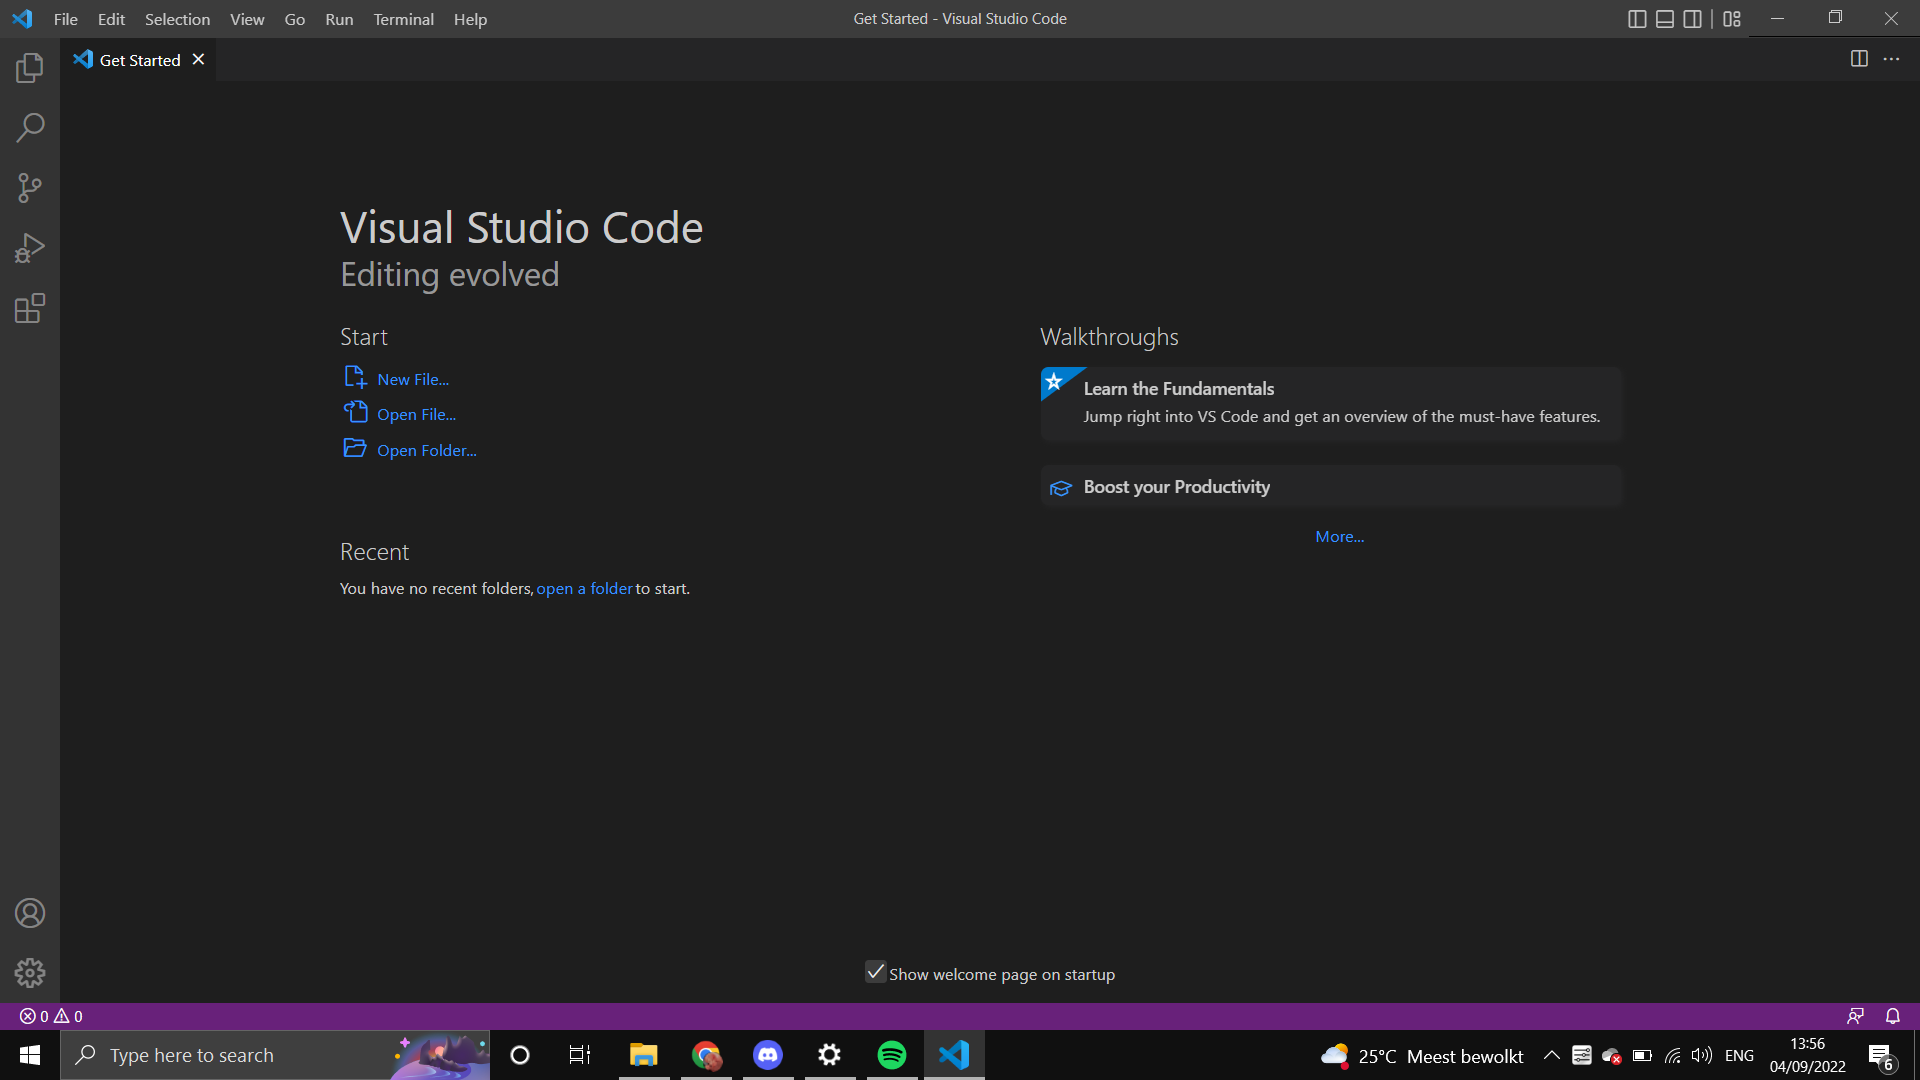 File Edit Selection View Go Run Terminal Help
Get Started - Visual Studio Code
Get Started
Visual Studio Code
Editing evolved
Start
New File...
Open File...
Open Folder...
Recent
You have no recent folders, open a folder to start.
Walkthroughs
Learn the Fundamentals
Jump right into VS Code and get an overview of the must-have features.
Boost your Productivity
More...
Show welcome page on startup
0 0
Type here to search
25°C Meest bewolkt
ENG
13:56
04/09/2022
6